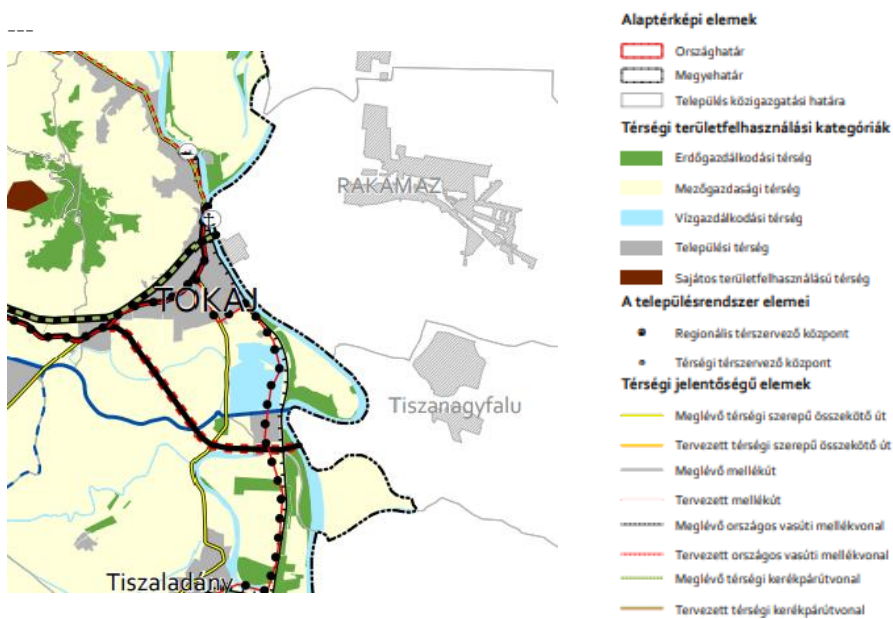 ---
RAKAMAZ
TOKAJ
Tiszanagyfalu
Tiszaladány
Alaptérképi elemek
Országhatár
Megyehatár
Település közigazgatási határa
Térségi területfelhasználási kategóriák
Erdőgazdálkodási térség
Mezőgazdasági térség
Vízgazdálkodási térség
Települési térség
Sajátos területfelhasználású térség
A településrendszer elemei
Regionális térszervező központ
Térségi térszervező központ
Térségi jelentőségű elemek
Meglévő térségi szerepű összekötő út
Tervezett térségi szerepű összekötő út
Meglévő mellékút
Tervezett mellékút
Meglévő országos vasúti mellékvonal
Tervezett országos vasúti mellékvonal
Meglévő térségi kerékpárútvonal
Tervezett térségi kerékpárútvonal